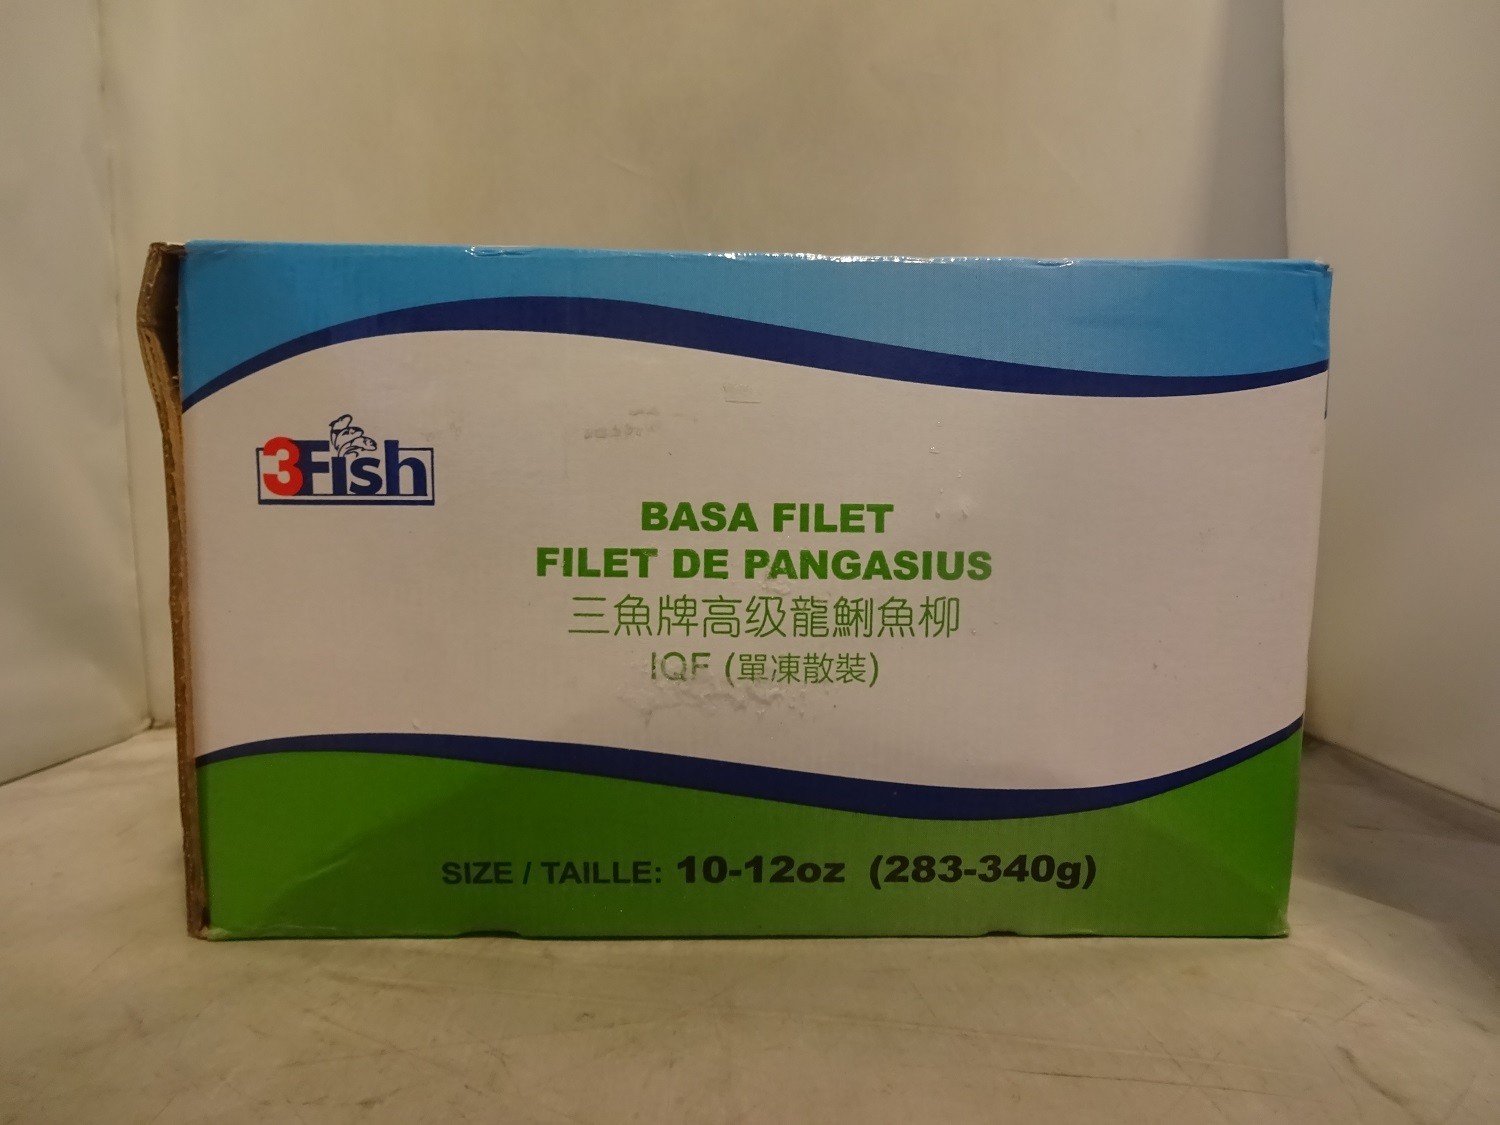 3Fish
BASA FILET
FILET DE PANGASIUS
三魚牌高级龍鯏魚柳
IQF (單凍散裝)
SIZE / TAILLE: 10-12oz (283-340g)